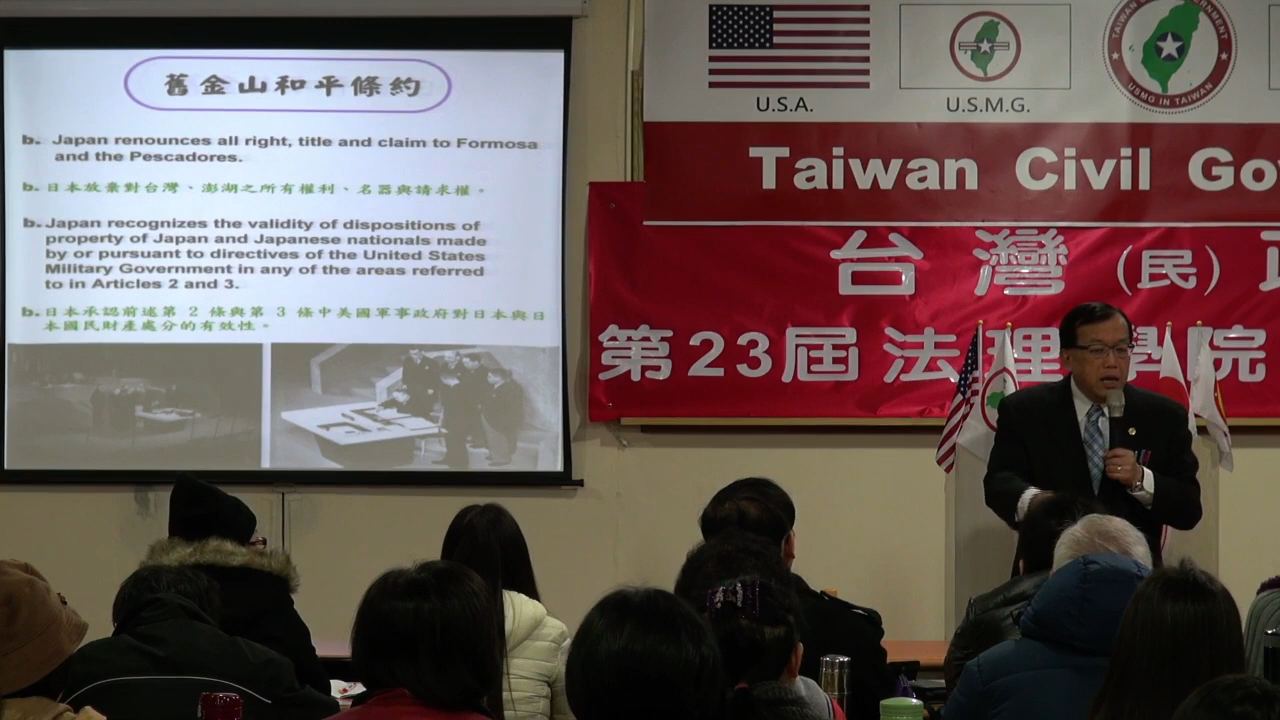 舊金山和平條約
b. Japan renounces all right, title and claim to Formosa
and the Pescadores.
b. 日本放棄對台灣、澎湖之所有權利、名器與請求權。
b. Japan recognizes the validity of dispositions of
property of Japan and Japanese nationals made
by or pursuant to directives of the United States
Military Government in any of the areas referred
to in Articles 2 and 3.
b. 日本承認前述第 2 條與第 3 條中美國軍事政府對日本與日
本國民財產處分的有效性。
U.S.A.
U.S.M.G.
USMG IN TAIWAN
Taiwan Civil Go
台灣(民)
第23屆法理學院